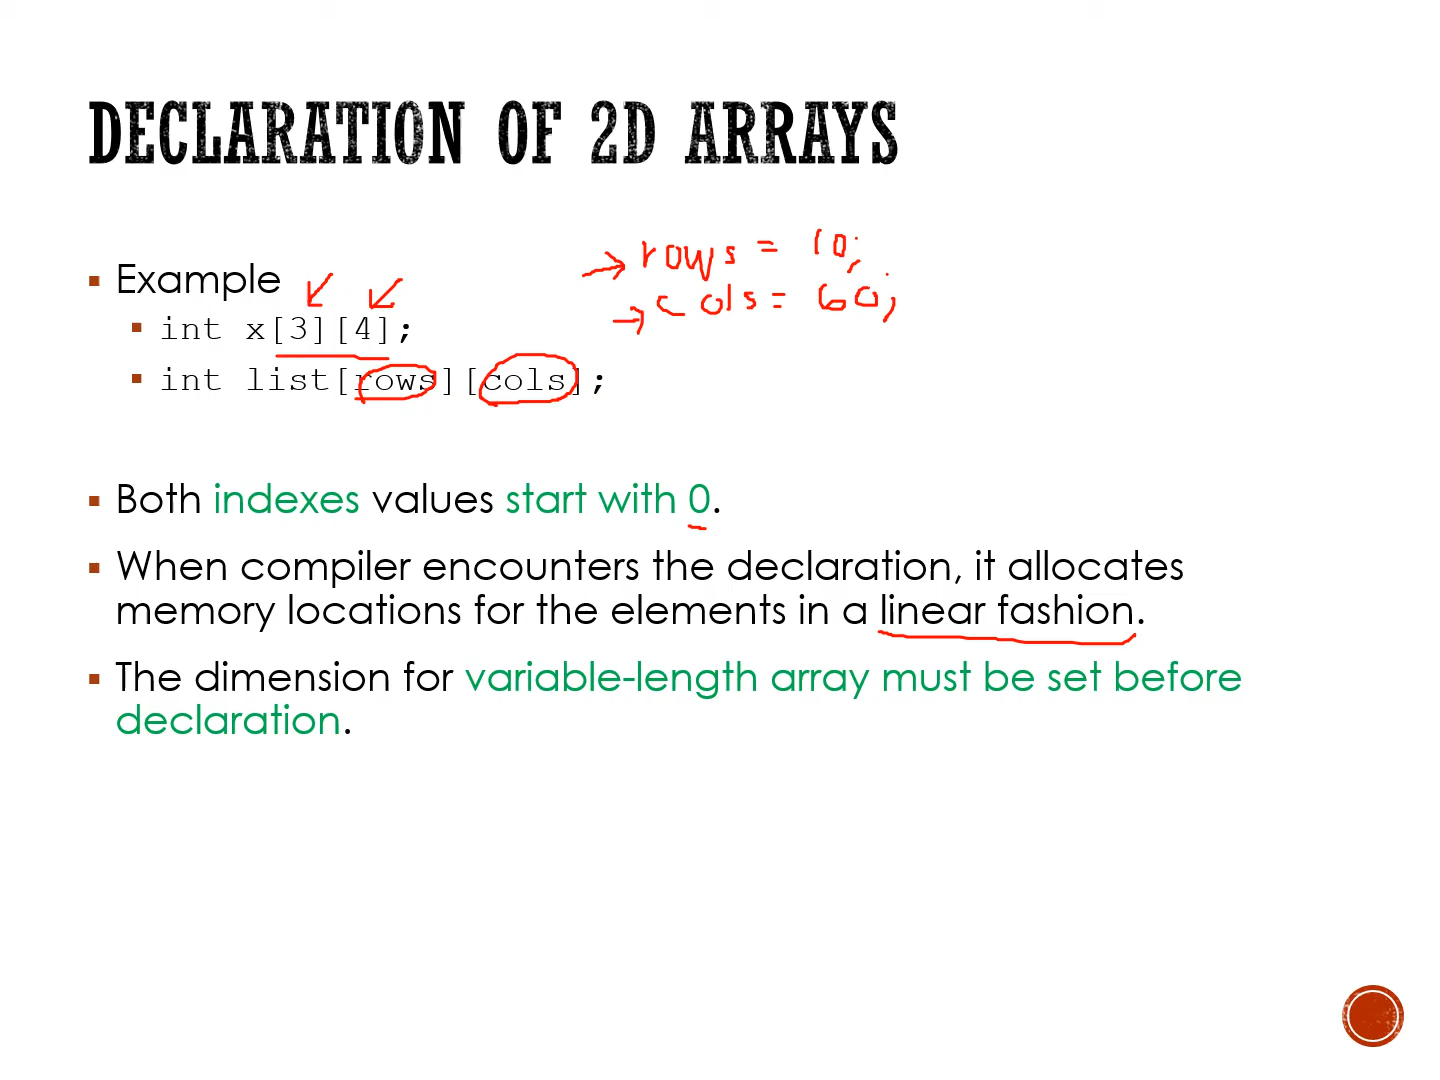 DECLARATION OF 2D ARRAYS
rows = 10;
Example
cols = 60;
int x[3][4];
int list[rows][cols];
Both indexes values start with 0.
When compiler encounters the declaration, it allocates
memory locations for the elements in a linear fashion.
The dimension for variable-length array must be set before
declaration.